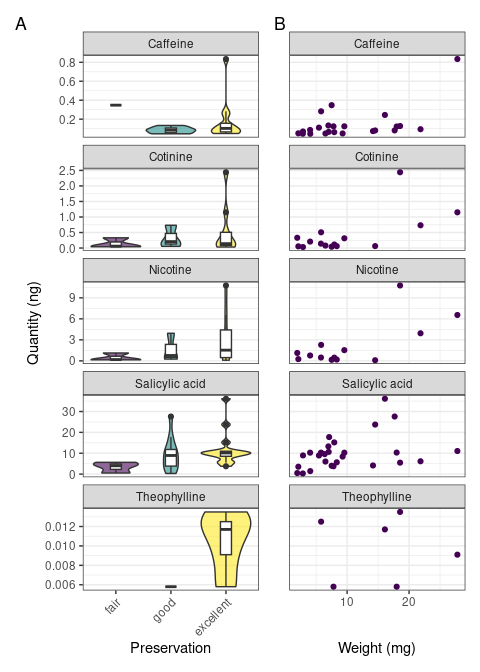 A
B
Caffeine
Caffeine
0.8
0.6
0.4
0.2
Cotinine
Cotinine
2.5
2.0
1.5
1.0
0.5
0.0
Nicotine
Nicotine
9
6
3
0
Quantity (ng)
Salicylic acid
Salicylic acid
30
20
10
0
Theophylline
Theophylline
0.012
0.010
0.008
0.006
fair
good
excellent
10
20
Preservation
Weight (mg)